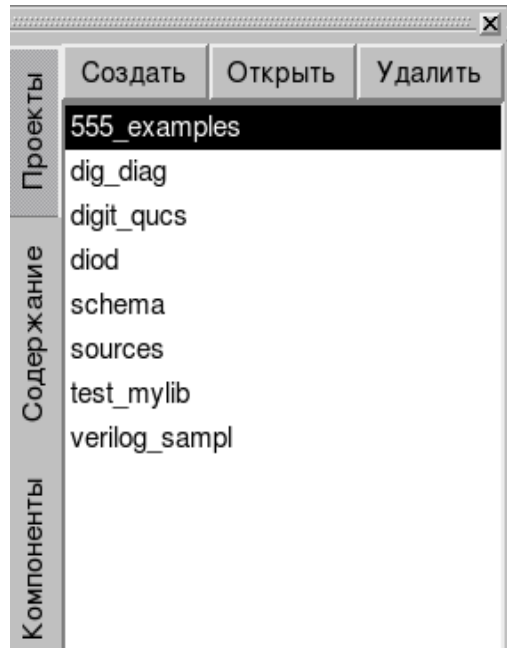 Создать Открыть Удалить
Проекты
Содержание
Компоненты
555_examples
dig_diag
digit_qucs
diod
schema
sources
test_mylib
verilog_sampl